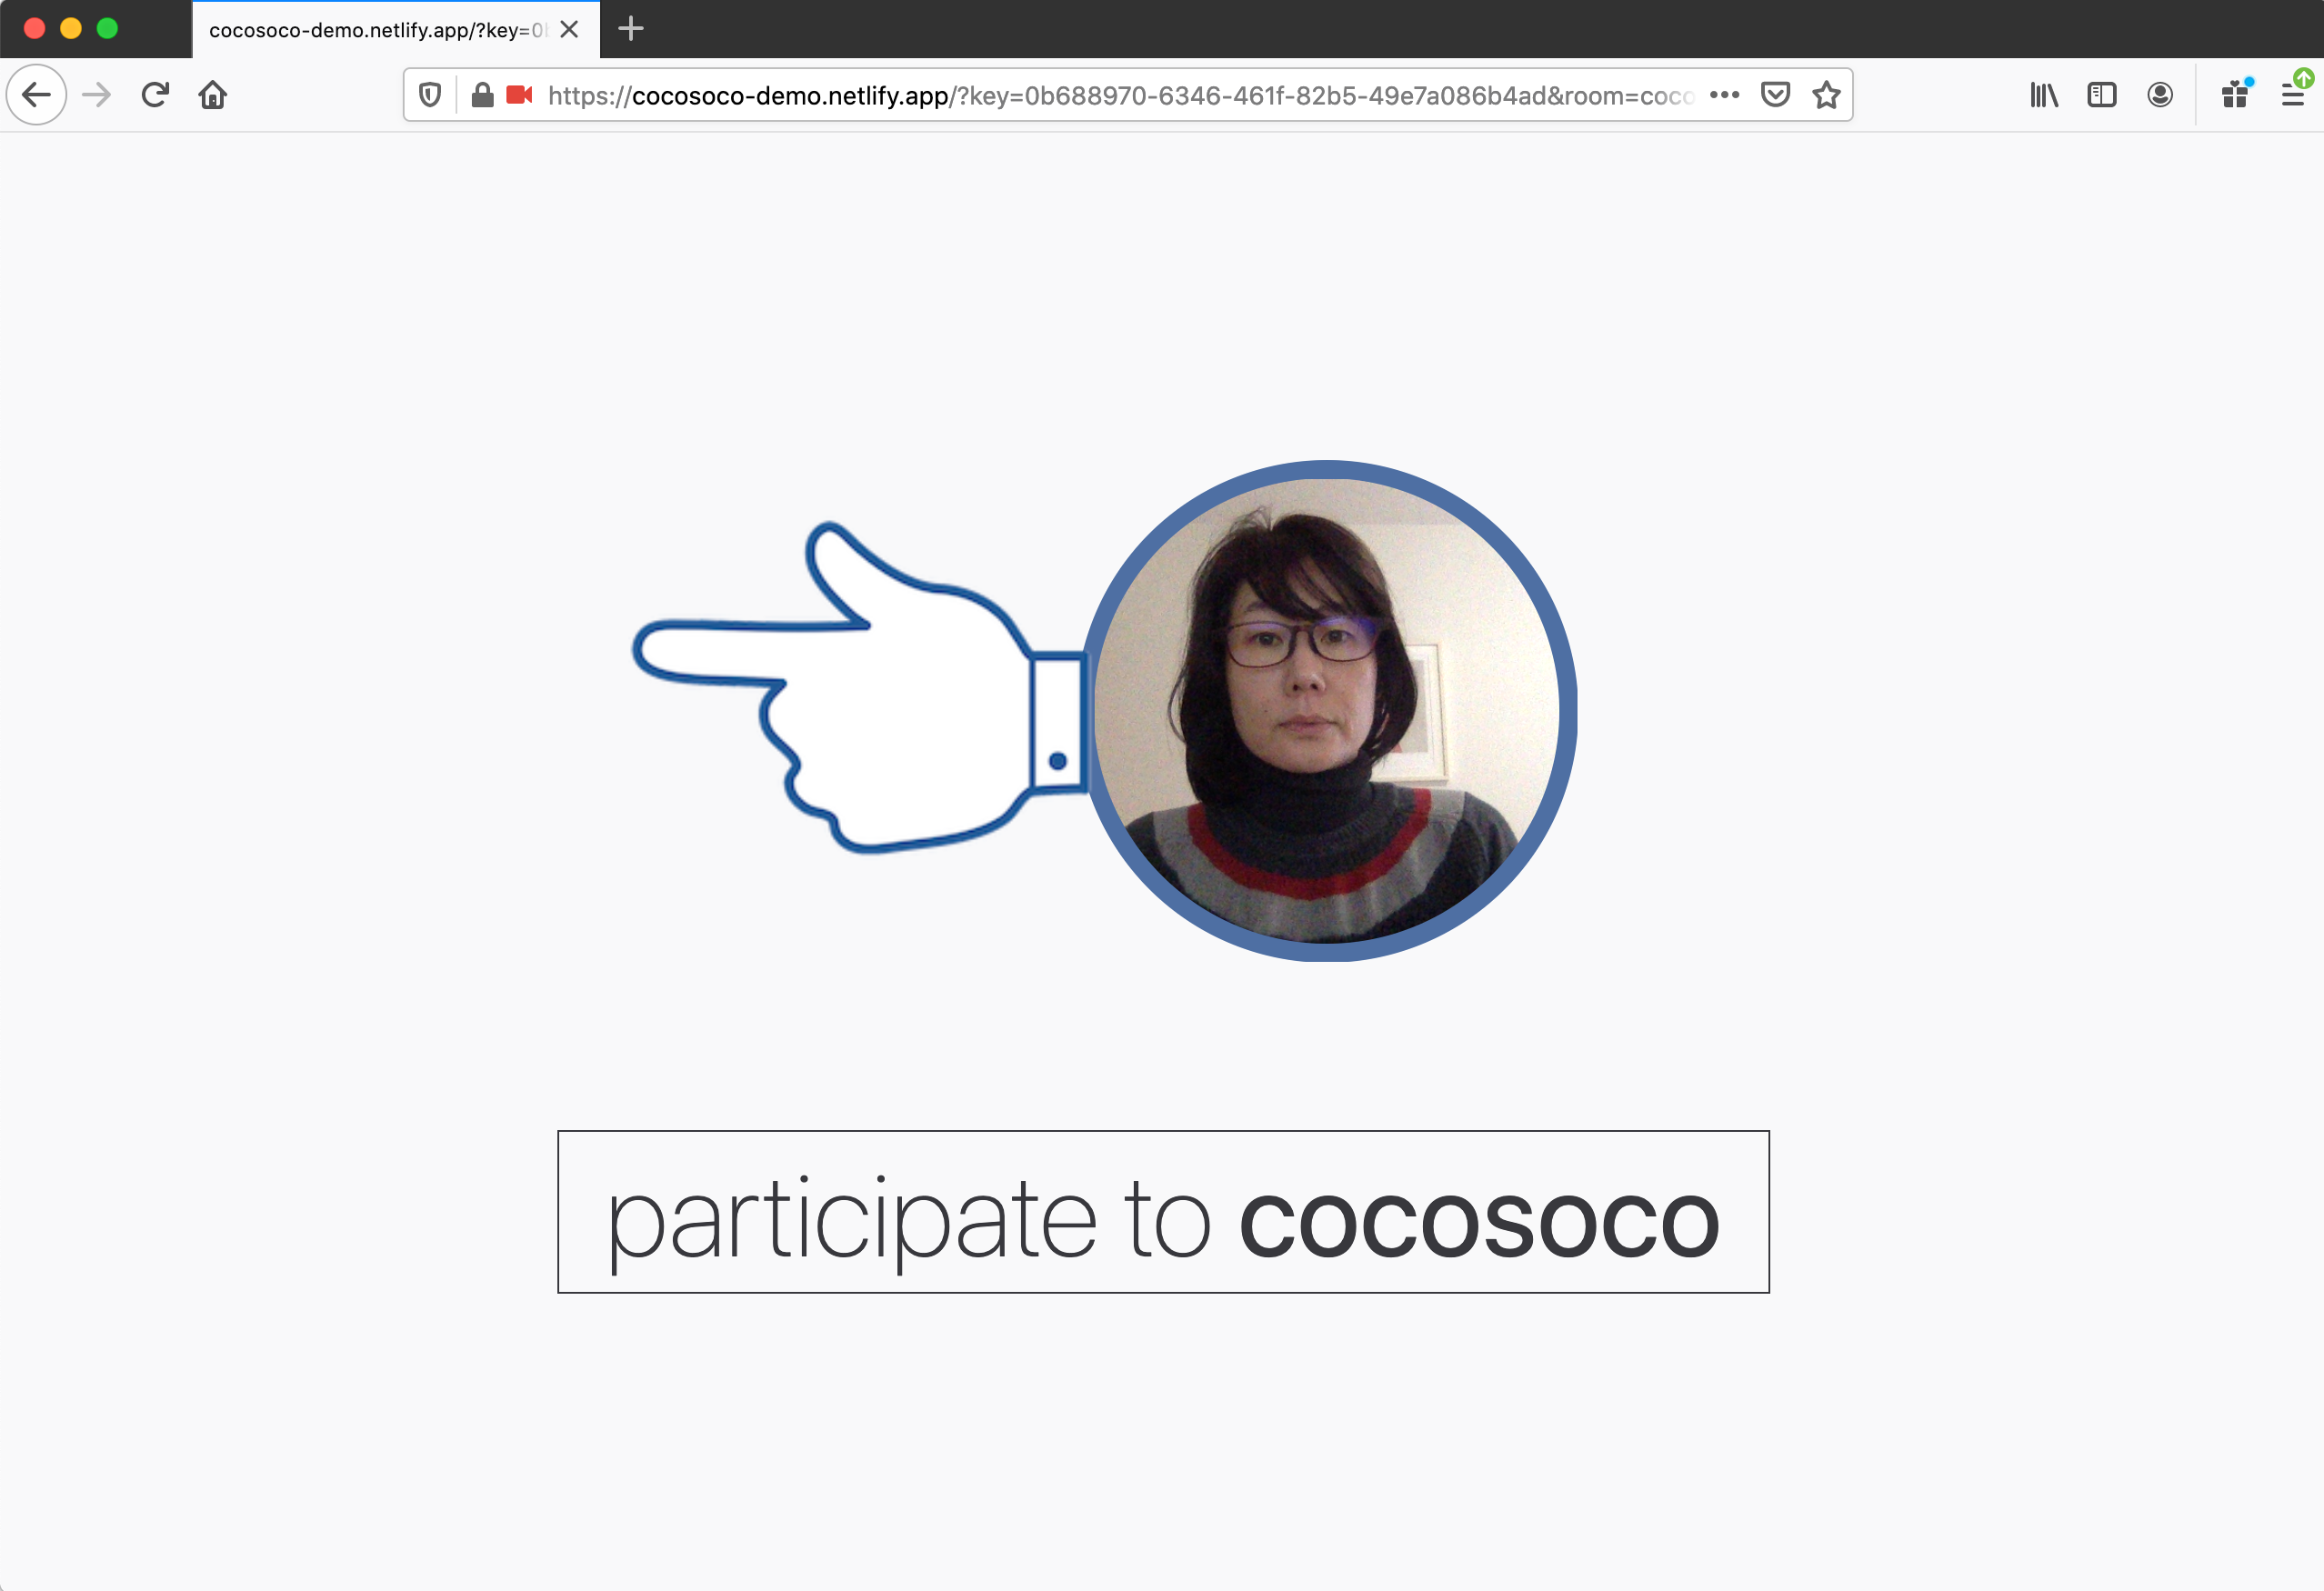 cocosoco-demo.netlify.app/?key=0
https://cocosoco-demo.netlify.app/?key=0b688970-6346-461f-82b5-49e7a086b4ad&room=coco
participate to cocosoco